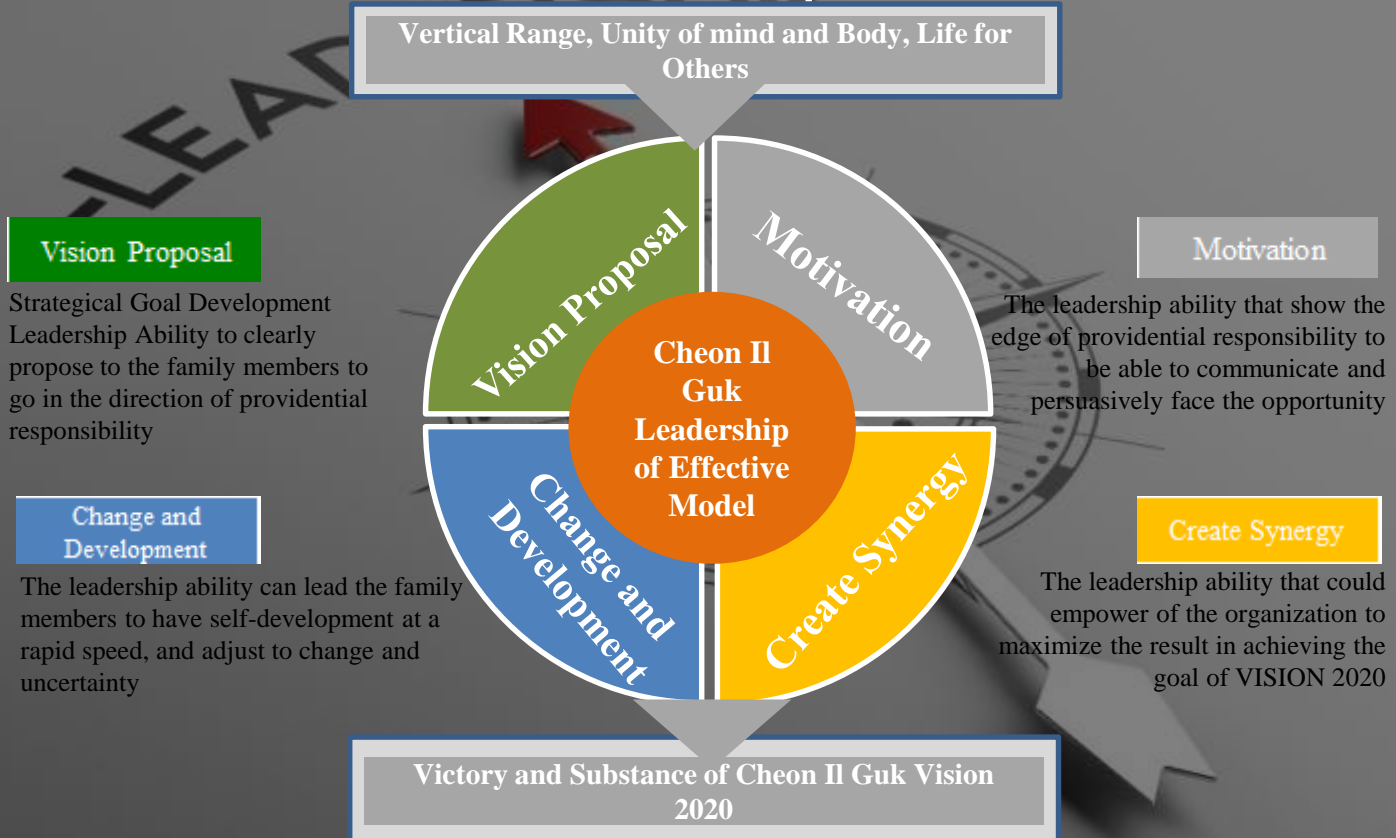 Vertical Range, Unity of mind and Body, Life for
Others
-LEAD
Vision Proposal
Strategical Goal Development
Leadership Ability to clearly
propose to the family members to
go in the direction of providential
responsibility
Change and
Development
The leadership ability can lead the family
members to have self-development at a
rapid speed, and adjust to change and
uncertainty
Vision Proposal
Motivation
Cheon Il
Guk
Leadership
of Effective
Model
Change and
Development
Create Synergy
Motivation
The leadership ability that show the
edge of providential responsibility to
be able to communicate and
persuasively face the opportunity
Create Synergy
The leadership ability that could
empower of the organization to
maximize the result in achieving the
goal of VISION 2020
Victory and Substance of Cheon Il Guk Vision
2020